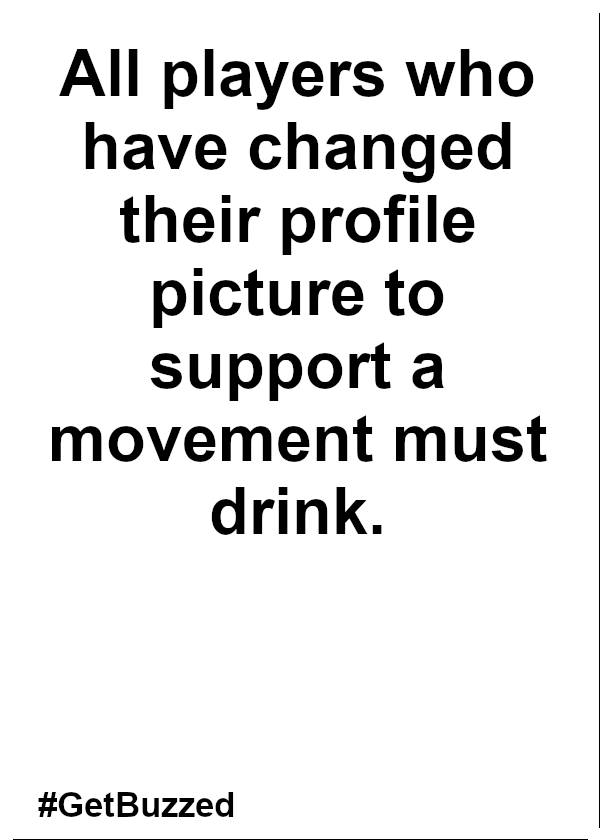 All players who
have changed
their profile
picture to
support a
movement must
drink.
#GetBuzzed